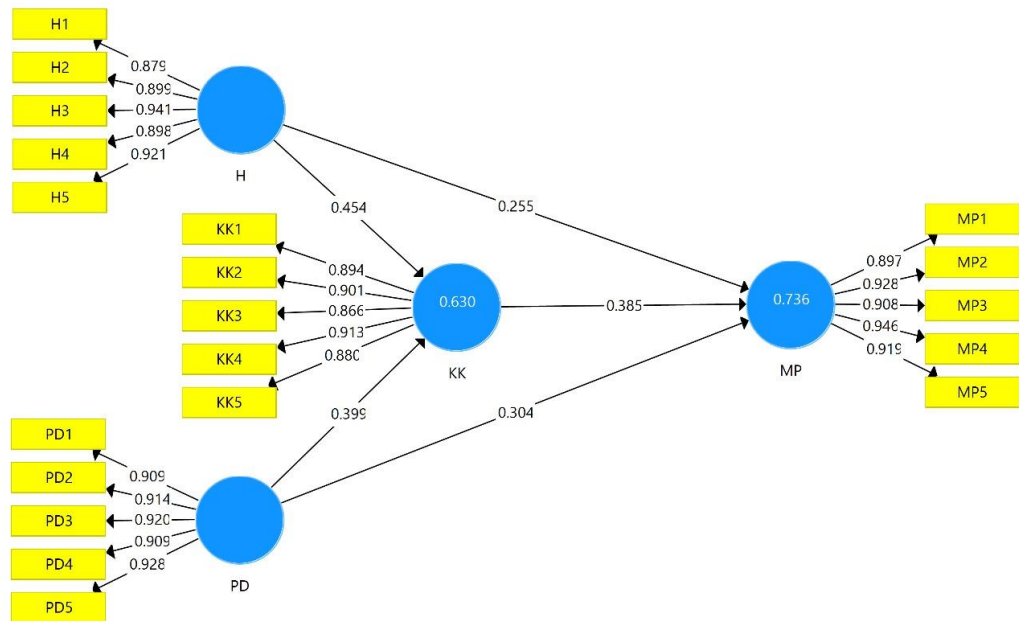 H1
H2
H3
H4
H5
0.879
0.899
0.941
0.898
0.921
H
0.454
0.255
KK1
KK2
KK3
KK4
KK5
0.894
0.901
0.866
0.913
0.880
0.630
KK
0.385
0.736
MP
0.897
0.928
0.908
0.946
0.919
MP1
MP2
MP3
MP4
MP5
0.399
0.304
PD1
PD2
PD3
PD4
PD5
0.909
0.914
0.920
0.909
0.928
PD